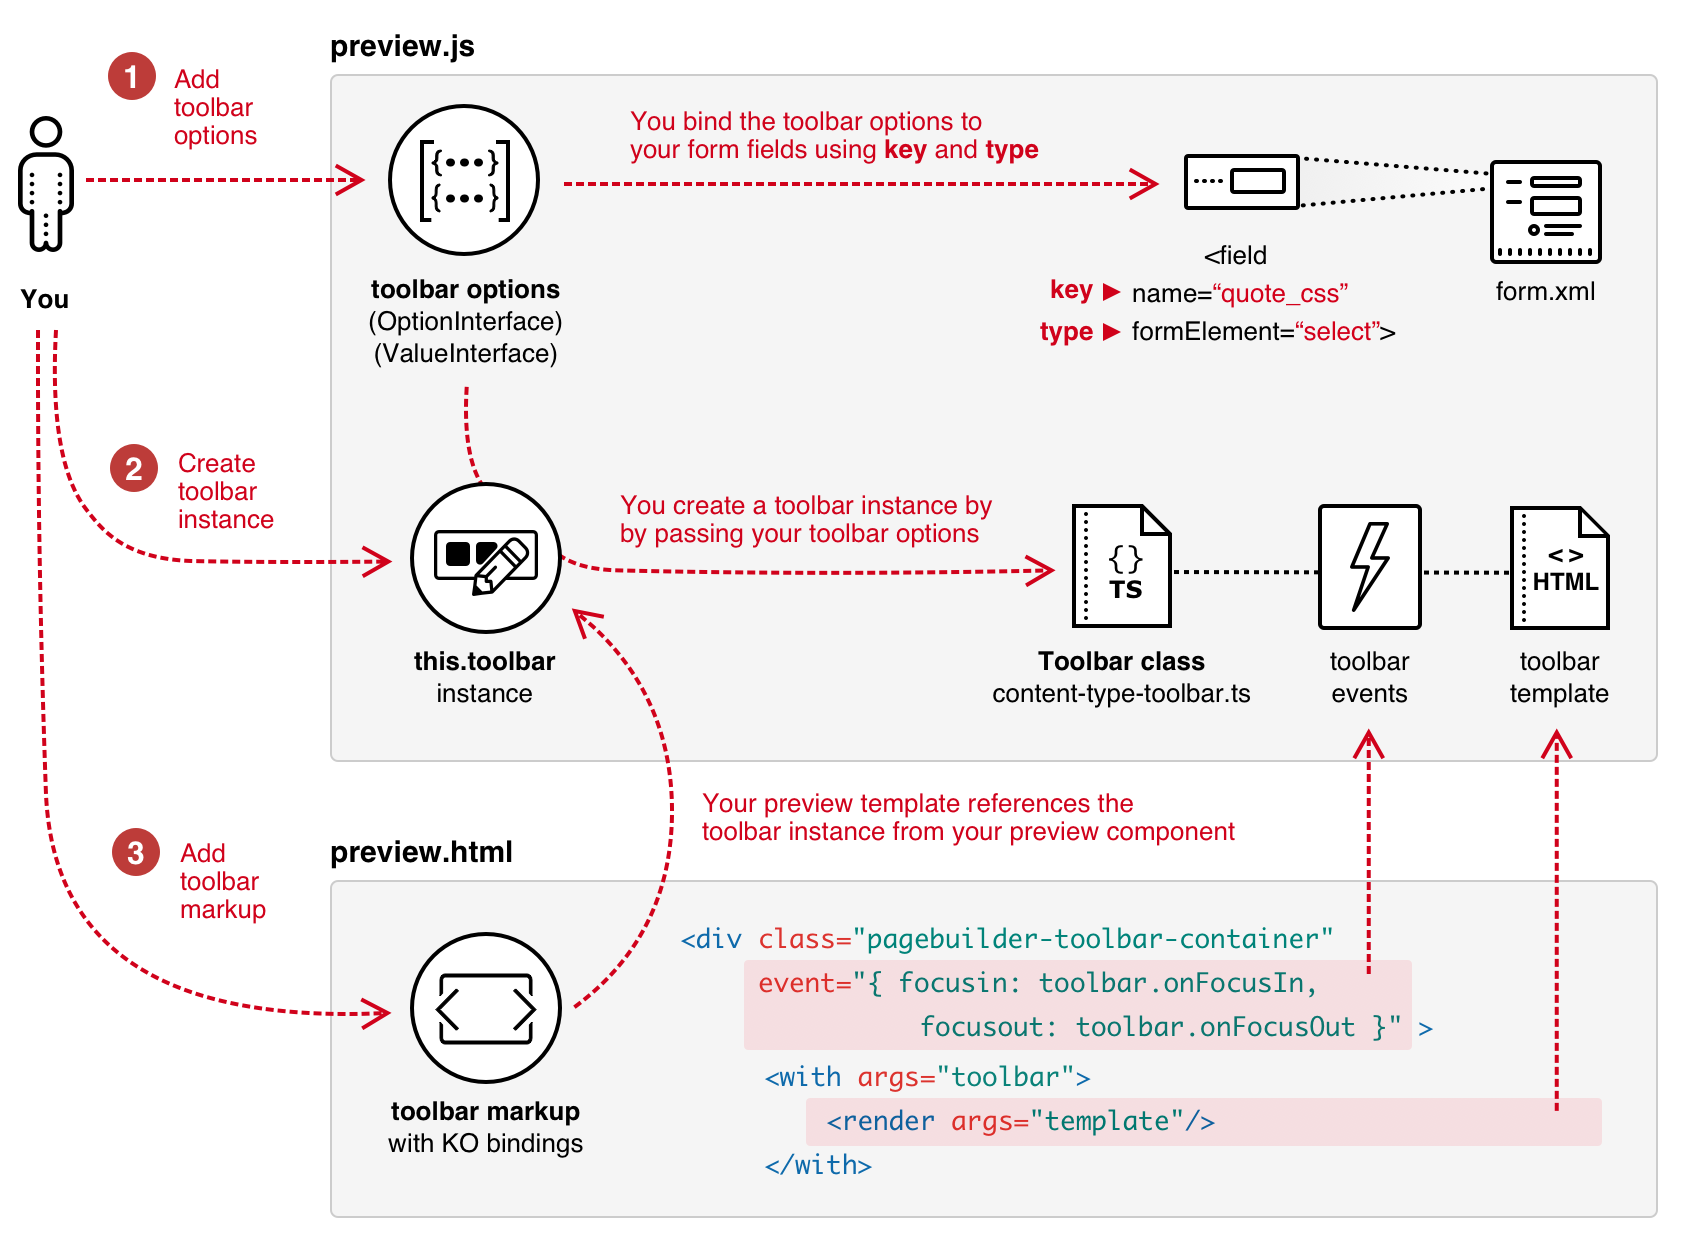 preview.js
1
Add
toolbar
options
You
You bind the toolbar options to
your form fields using key and type
[{•••}
{•••}]
toolbar options
(OptionInterface)
(ValueInterface)
<field
key ▶ name=“quote_css”
type ▶ formElement=“select”>
form.xml
2
Create
toolbar
instance
You create a toolbar instance by
by passing your toolbar options
this.toolbar
instance
{}
TS
Toolbar class
content-type-toolbar.ts
toolbar
events
<>
HTML
toolbar
template
Your preview template references the
toolbar instance from your preview component
3
Add
toolbar
markup
preview.html
toolbar markup
with KO bindings
<div class="pagebuilder-toolbar-container"
event="{ focusin: toolbar.onFocusIn,
focusout: toolbar.onFocusOut }" >
<with args="toolbar">
<render args="template"/>
</with>